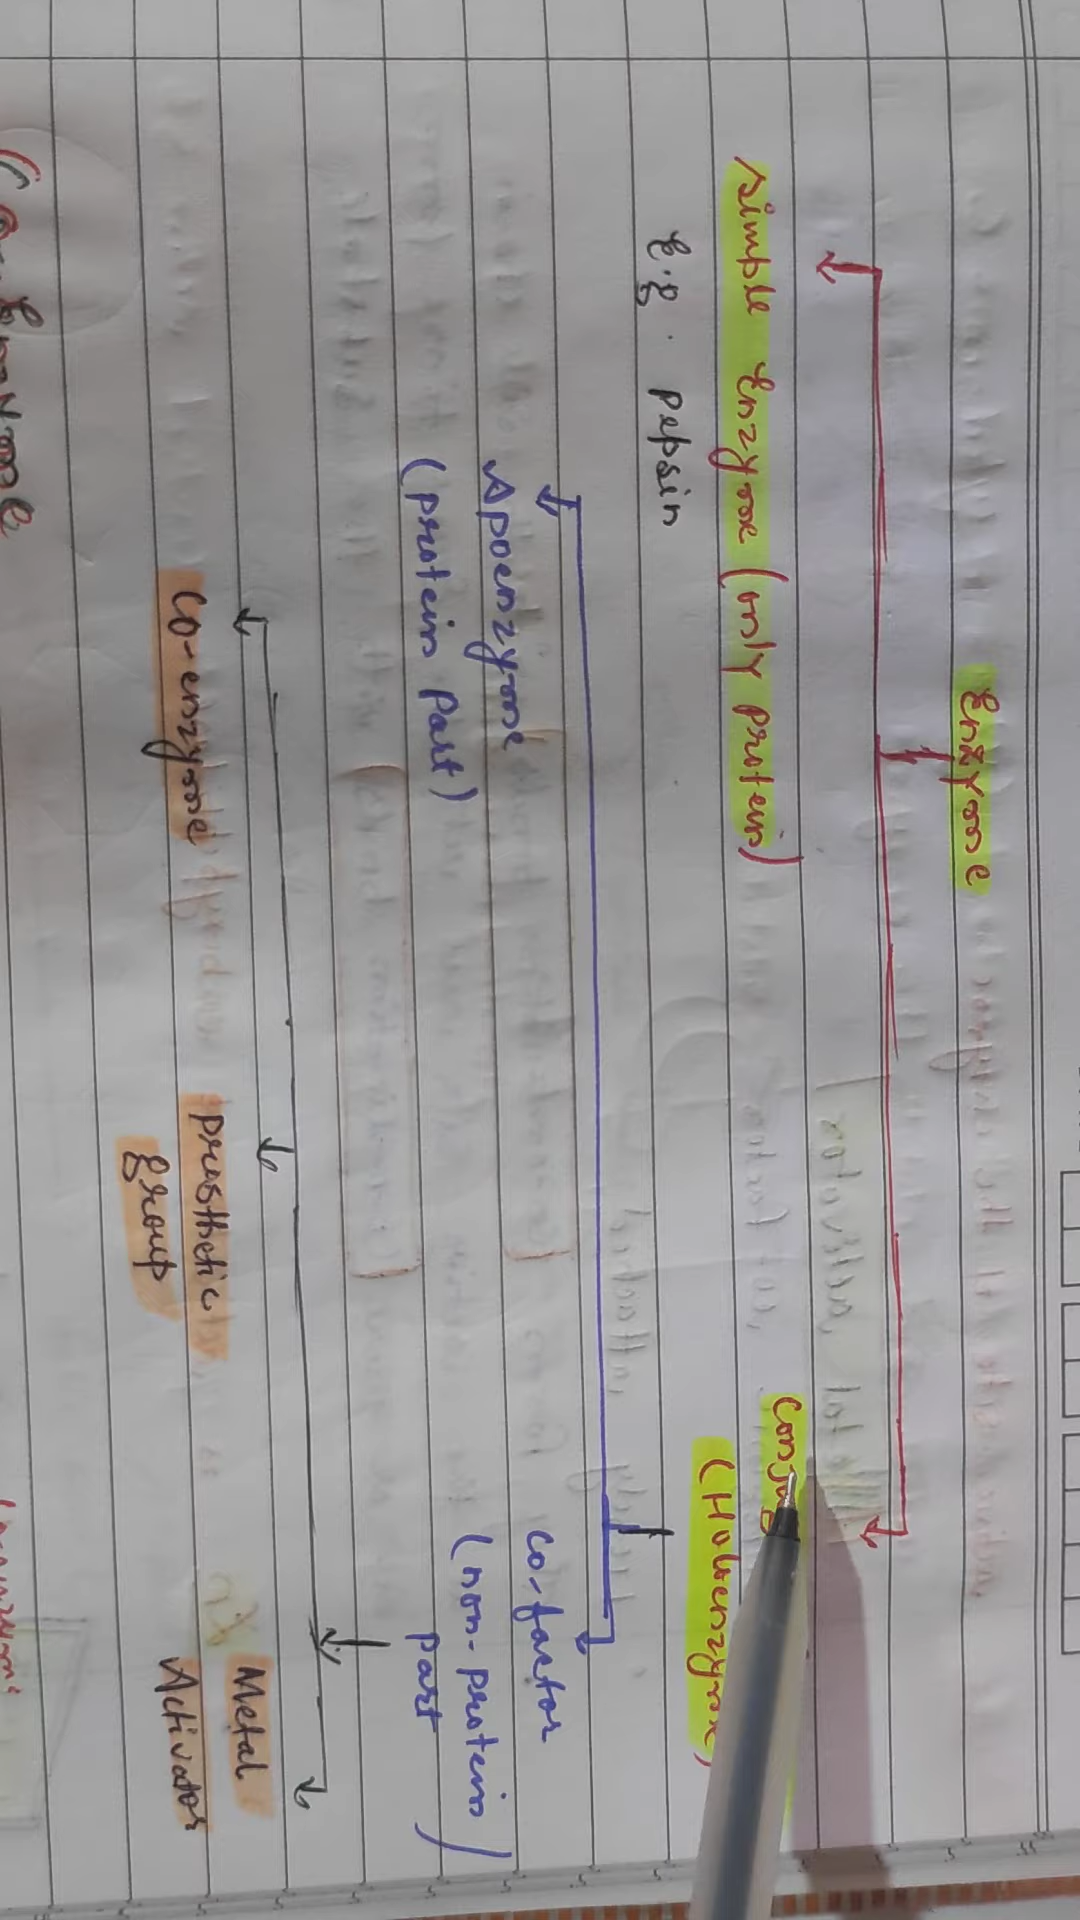 Enzyme
Simple Enzyme (only protein)
E.g. pepsin
(Holoenzyme)
Apoenzyme
(protein Part)
Co-factor
(non-protein
part)
Co-enzyme
prosthetic
group
Metal
Activator